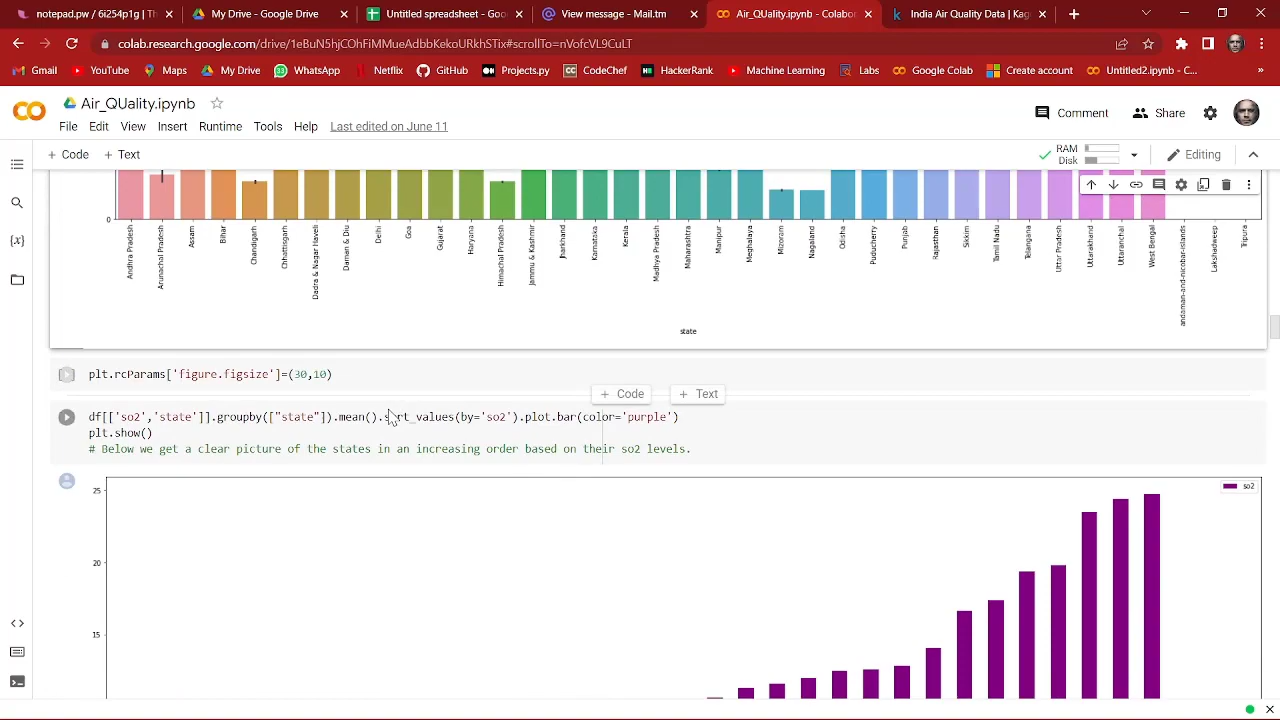 notepad.pw / 6i254p1g | Th
My Drive - Google Drive
Untitled spreadsheet - Goo
View message - Mail.tm
Air_QUality.ipynb - Colabo
India Air Quality Data | Kag
colab.research.google.com/drive/1eBuN5hjCOhFiMMueAdbbKekoURkhSTix#scrollTo=nVofcVL9CuLT
Gmail
YouTube
Maps
My Drive
WhatsApp
Netflix
GitHub
Projects.py
CodeChef
HackerRank
Machine Learning
Labs
Google Colab
Create account
Untitled2.ipynb - C...
Air_QUality.ipynb
File Edit View Insert Runtime Tools Help Last edited on June 11
Comment
Share
+ Code + Text
RAM
Disk
Editing
0
Andhra Pradesh
Arunachal Pradesh
Assam
Bihar
Chandigarh
Chhattisgarh
Dadra & Nagar Haveli
Daman & Diu
Delhi
Goa
Gujarat
Haryana
Himachal Pradesh
Jammu & Kashmir
Jharkhand
Karnataka
Kerala
Madhya Pradesh
Maharashtra
Manipur
Meghalaya
Mizoram
Nagaland
Odisha
Puducherry
Punjab
Rajasthan
Sikkim
Tamil Nadu
Telangana
Uttar Pradesh
Uttarakhand
Uttaranchal
West Bengal
andaman-and-nicobar-islands
Lakshadweep
Tripura
state
plt.rcParams['figure.figsize']=(30,10)
+ Code + Text
df[['so2','state']].groupby(["state"]).mean().sort_values(by='so2').plot.bar(color='purple')
plt.show()
# Below we get a clear picture of the states in an increasing order based on their so2 levels.
so2
25
20
15